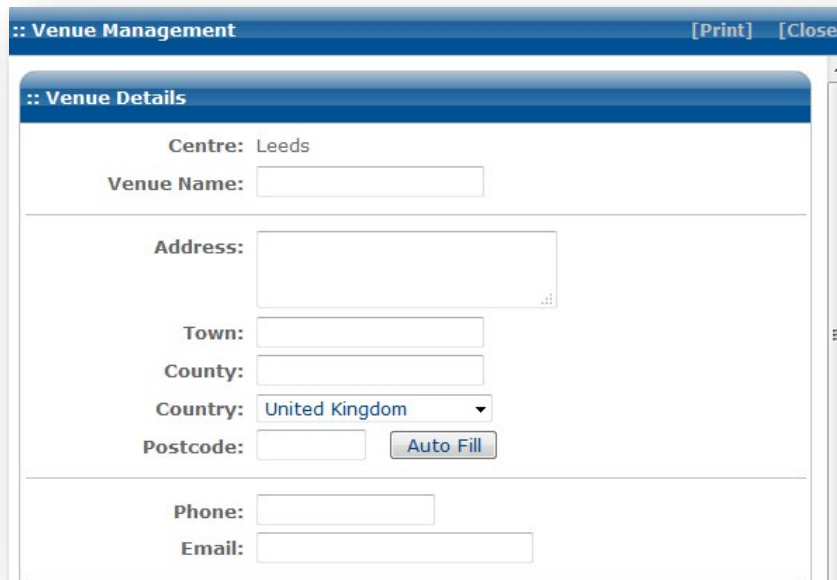 :: Venue Management [Print] [Close
:: Venue Details
Centre: Leeds
Venue Name:
Address:
Town:
County:
Country: United Kingdom
Postcode: Auto Fill
Phone:
Email: